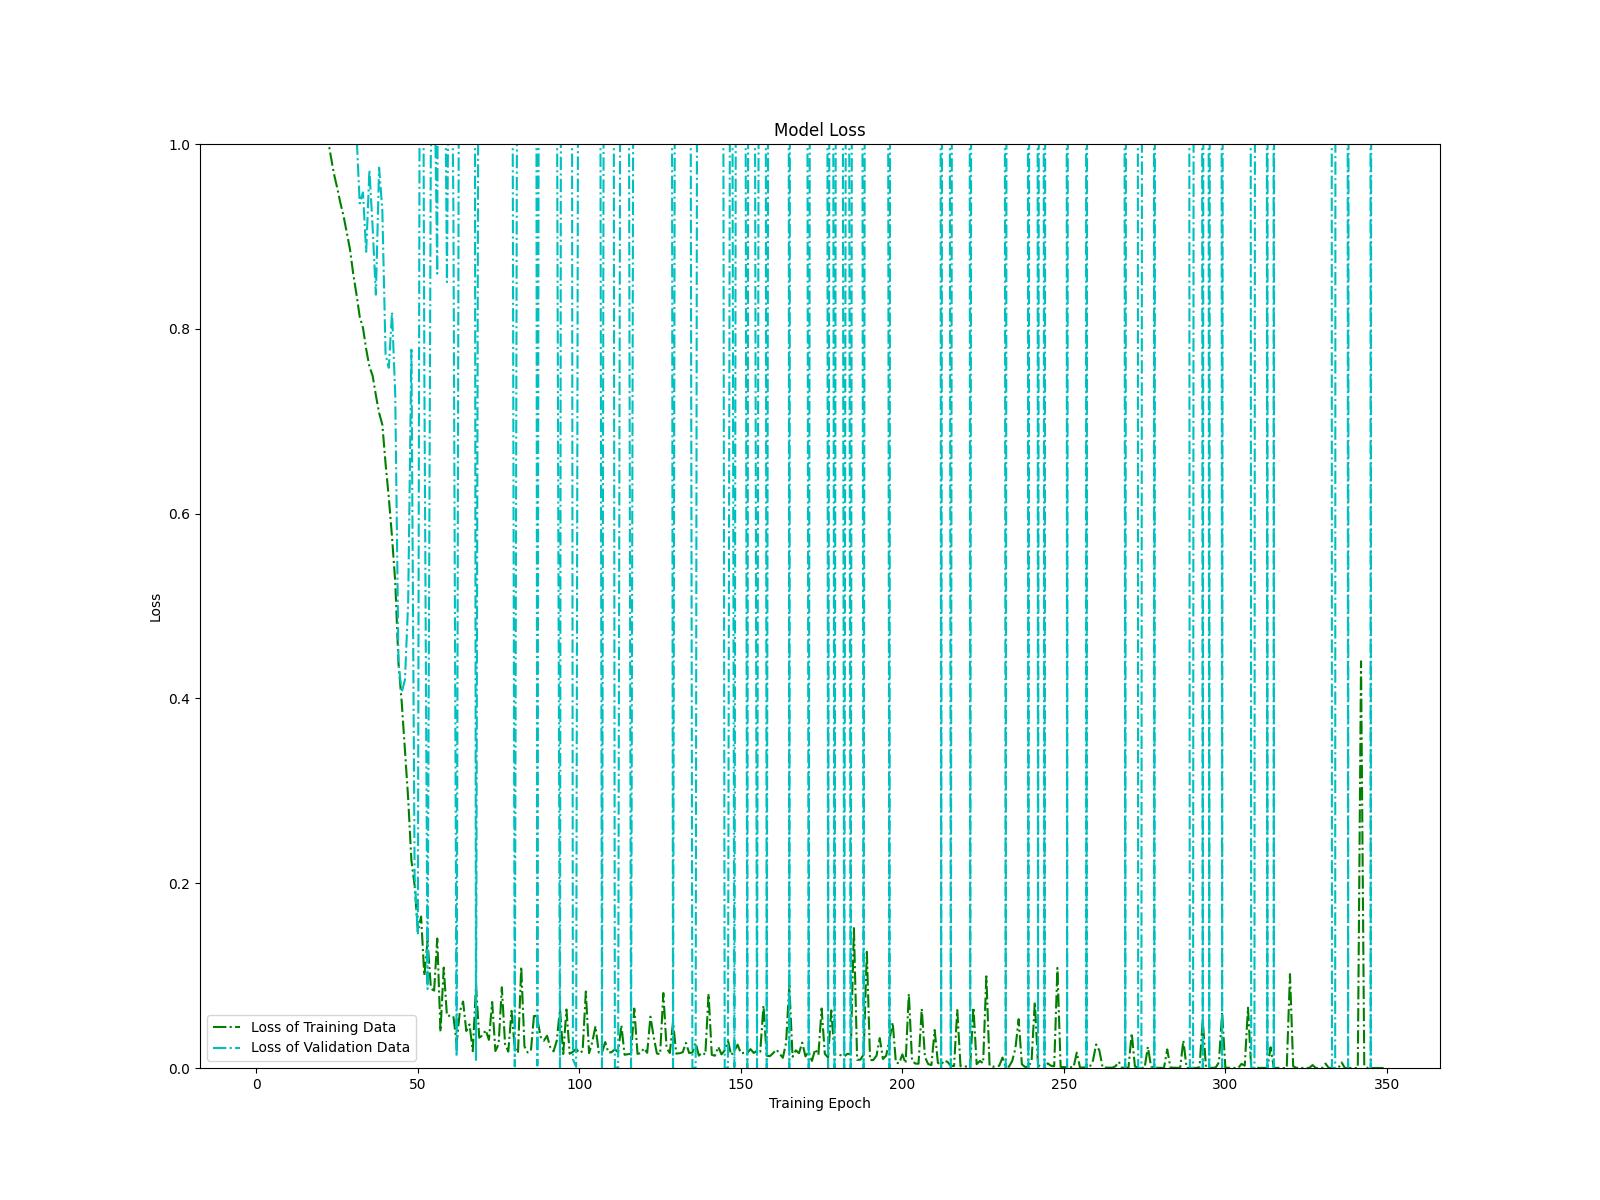 Model Loss
1.0
0.8
0.6
0.4
0.2
0.0
Loss
Loss of Training Data
Loss of Validation Data
0 50 100 150 200 250 300 350
Training Epoch